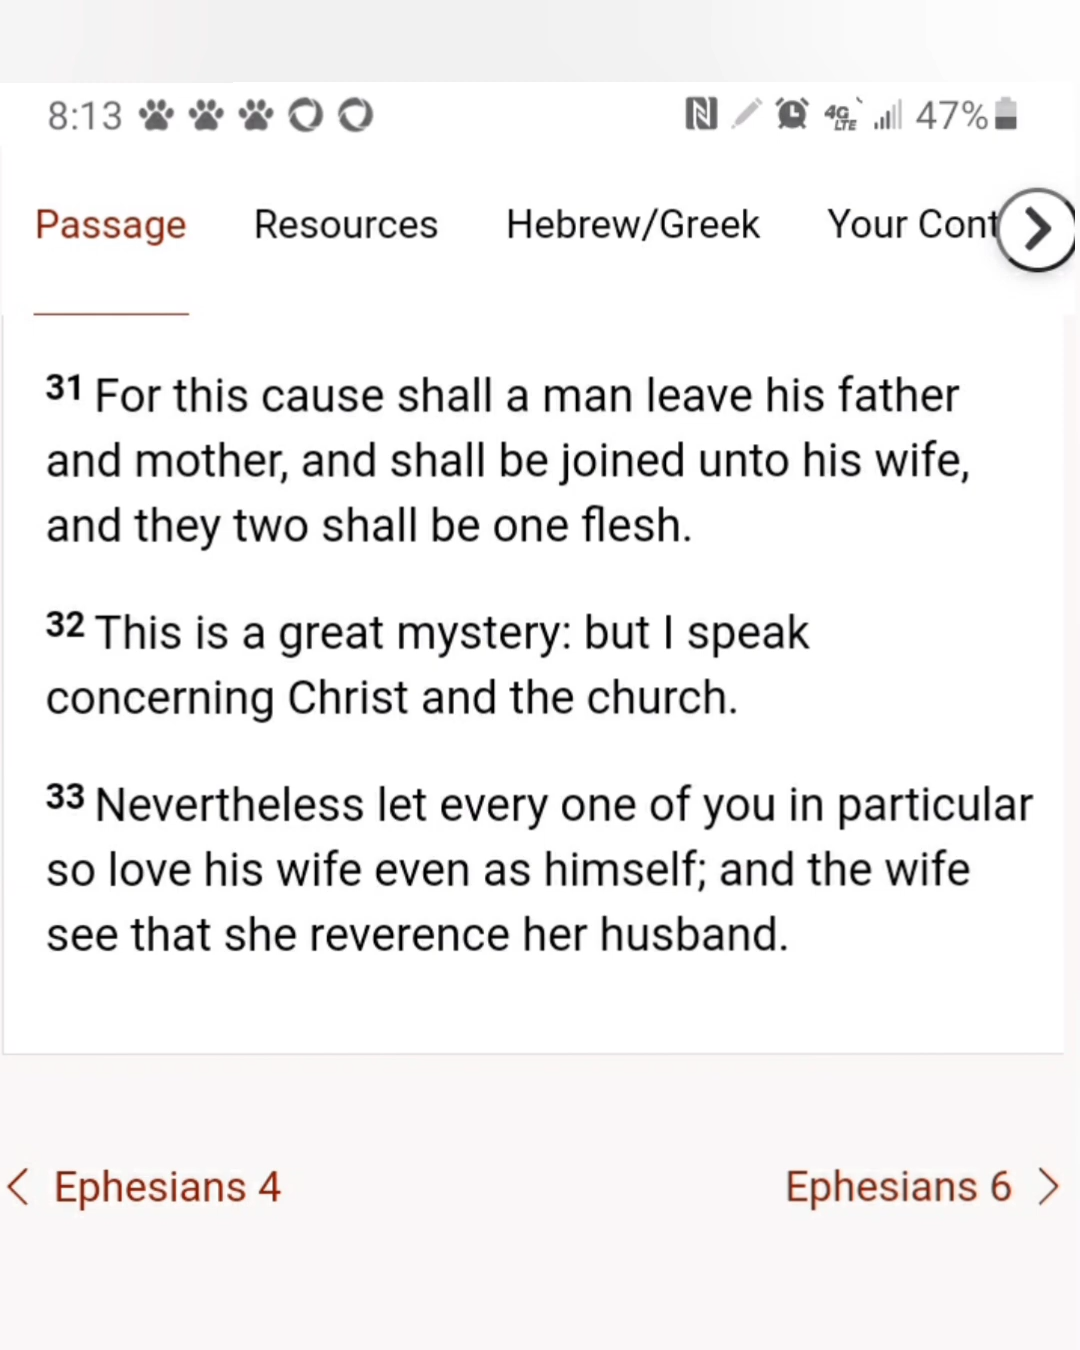 8:13 47%
4G LTE
Passage Resources Hebrew/Greek Your Cont
31 For this cause shall a man leave his father
and mother, and shall be joined unto his wife,
and they two shall be one flesh.
32 This is a great mystery: but I speak
concerning Christ and the church.
33 Nevertheless let every one of you in particular
so love his wife even as himself; and the wife
see that she reverence her husband.
Ephesians 4 Ephesians 6